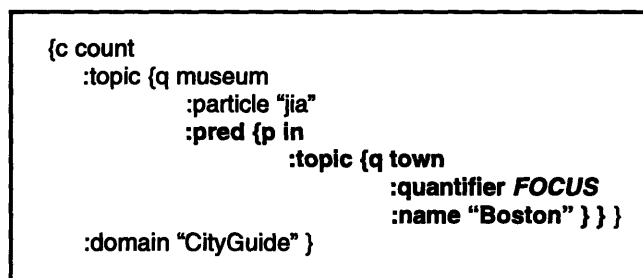 {c count
:topic {q museum
:particle “jia”
:pred {p in
:topic {q town
:quantifier FOCUS
:name “Boston” } } }
:domain “CityGuide” }